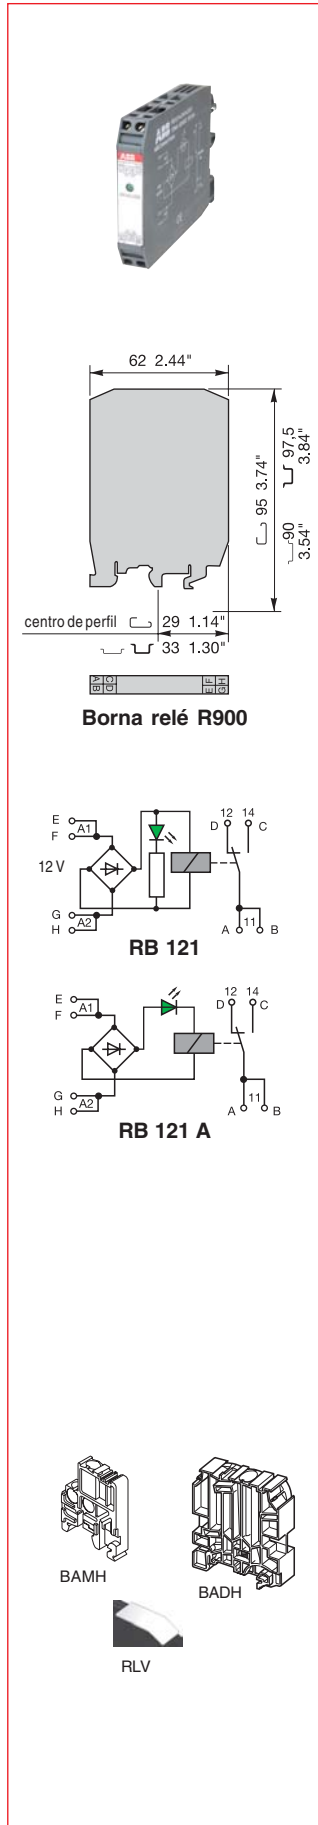 ABB
ABB
62 2.44"
95 3.74"
97,5
3.84"
90
3.54"
centro de perfil
29 1.14"
33 1.30"
A B
C D
E F
G H
Borna relé R900
E
F
A1
12 V
G
H
A2
12 14
D C
11
A B
RB 121
E
F
A1
G
H
A2
12 14
D C
11
A B
RB 121 A
BAMH
BADH
RLV